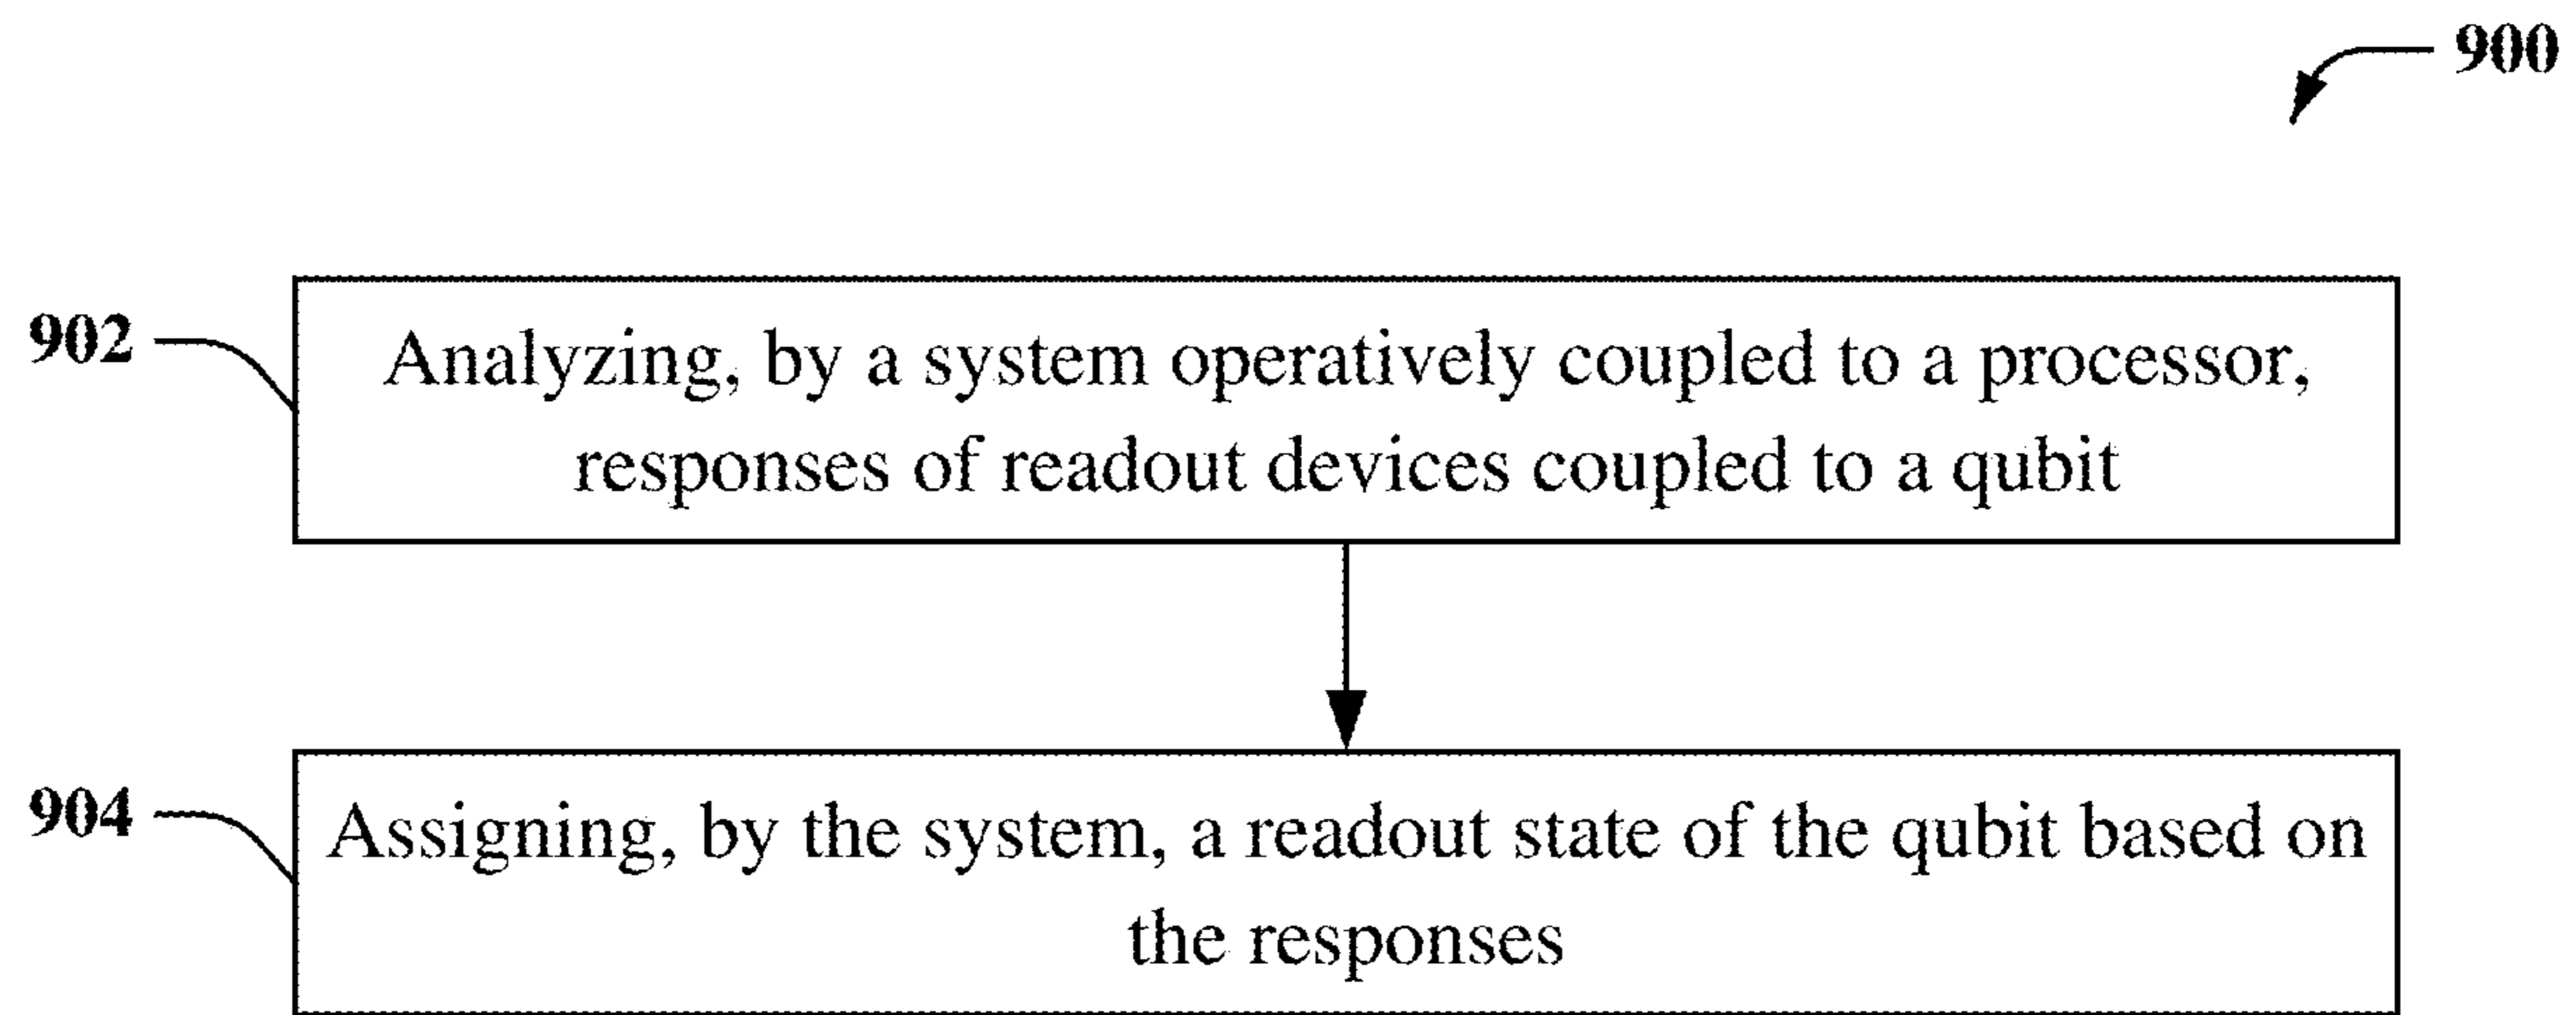 900
902
Analyzing, by a system operatively coupled to a processor,
responses of readout devices coupled to a qubit
904
Assigning, by the system, a readout state of the qubit based on
the responses